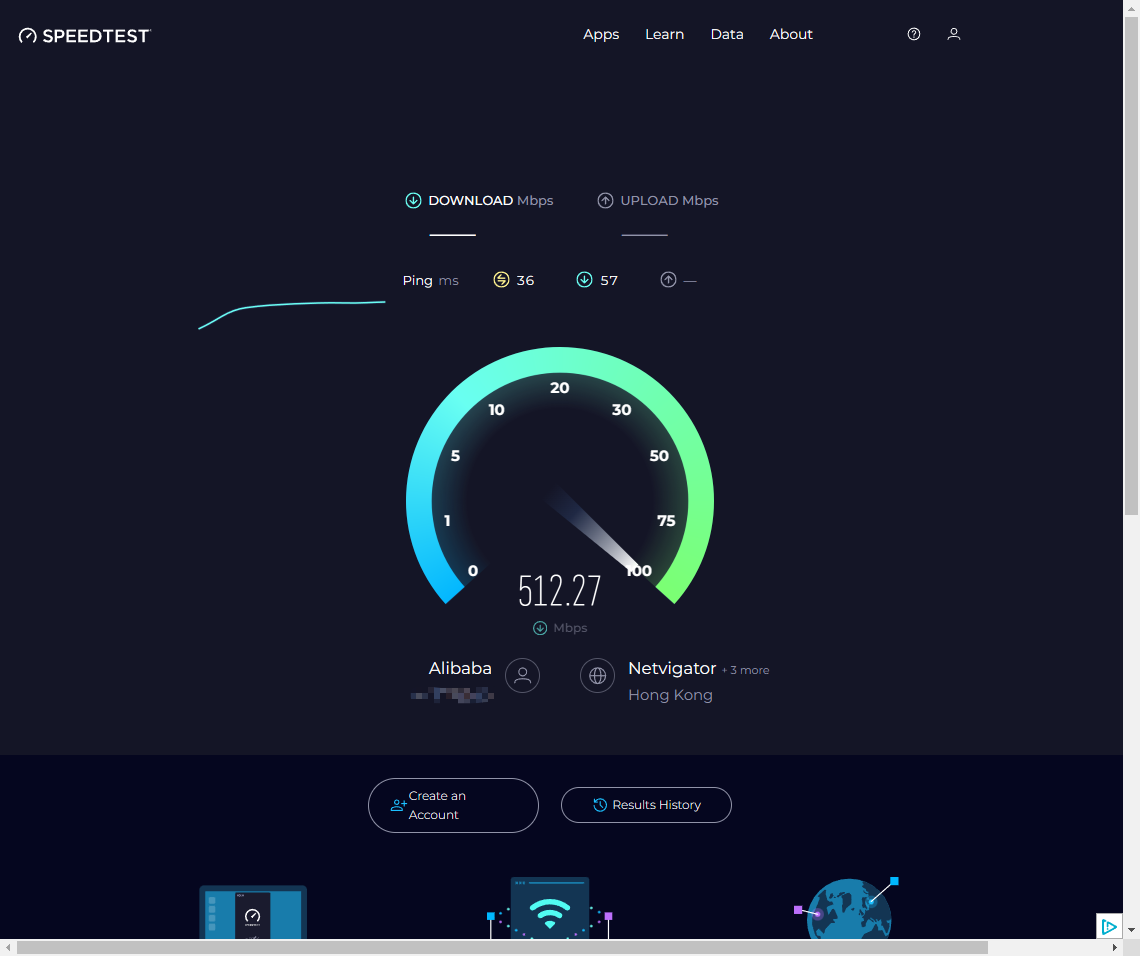 SPEEDTEST
Apps Learn Data About
DOWNLOAD Mbps UPLOAD Mbps
Ping ms 36 57 —
0
1
5
10
20
30
50
75
100
512.27
Mbps
Alibaba
Netvigator + 3 more
Hong Kong
Create an
Account
Results History